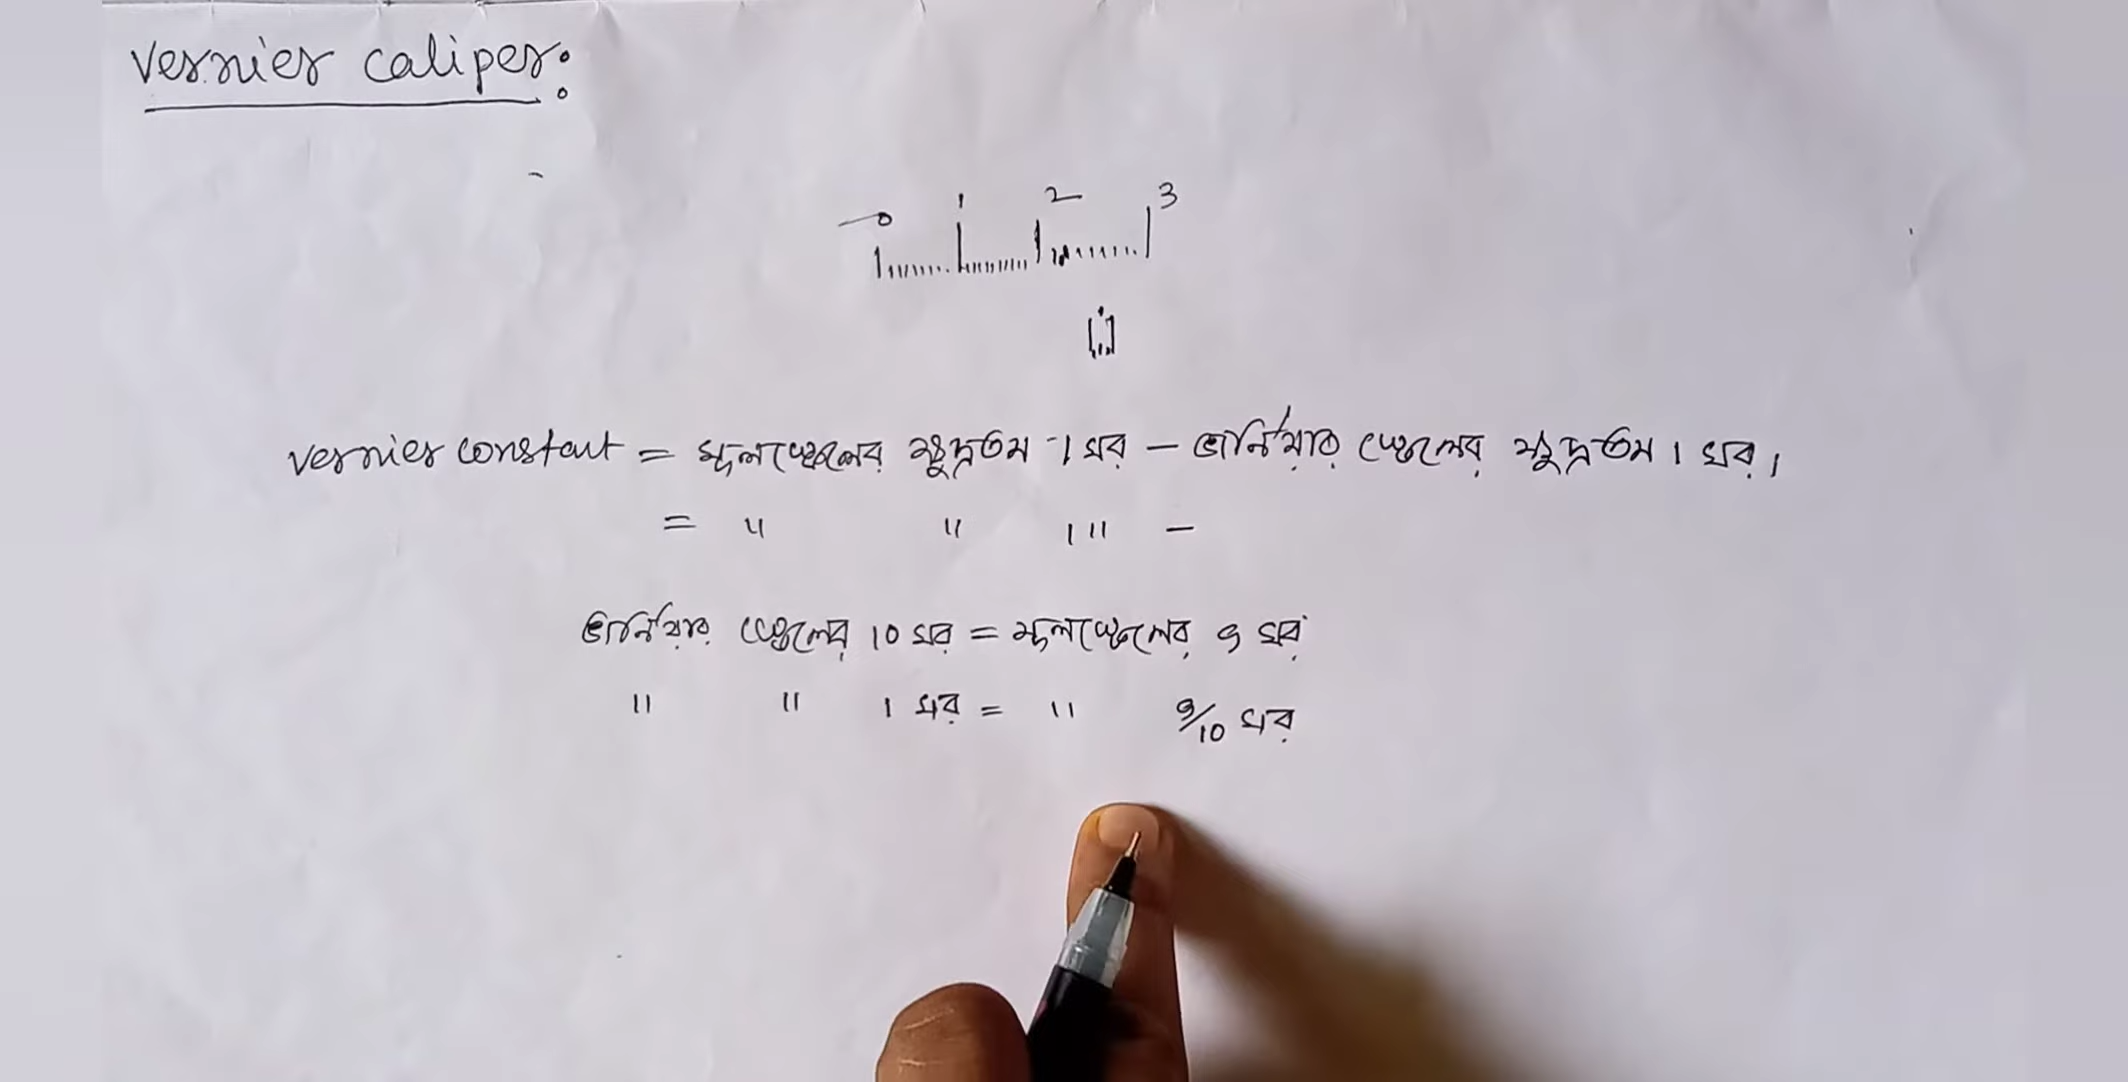 Vernier caliper:
0 1 2 3
vernier constant = মূলস্কেলের ক্ষুদ্রতম 1 ঘর – ভার্নিয়ার স্কেলের ক্ষুদ্রতম 1 ঘর।
= " " 1 " –
ভার্নিয়ার স্কেলের 10 ঘর = মূলস্কেলের 9 ঘর
" " 1 ঘর = " 9/10 ঘর